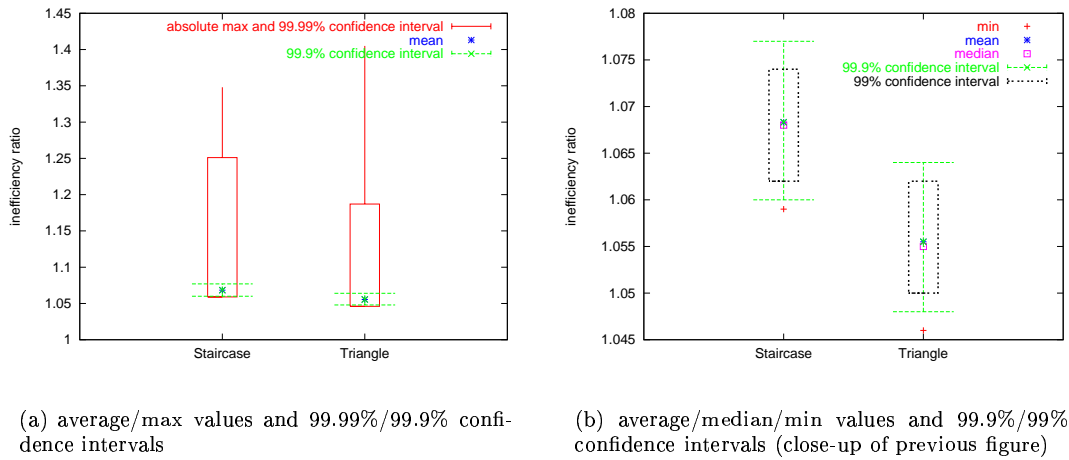 1.45
1.4
1.35
1.3
1.25
1.2
1.15
1.1
1.05
1
inefficiency ratio
absolute max and 99.99% confidence interval
mean
99.9% confidence interval
Staircase Triangle
(a) average/max values and 99.99%/99.9% confi-
dence intervals
1.08
1.075
1.07
1.065
1.06
1.055
1.05
1.045
inefficiency ratio
min
mean
median
99.9% confidence interval
99% confidence interval
Staircase Triangle
(b) average/median/min values and 99.9%/99%
confidence intervals (close-up of previous figure)